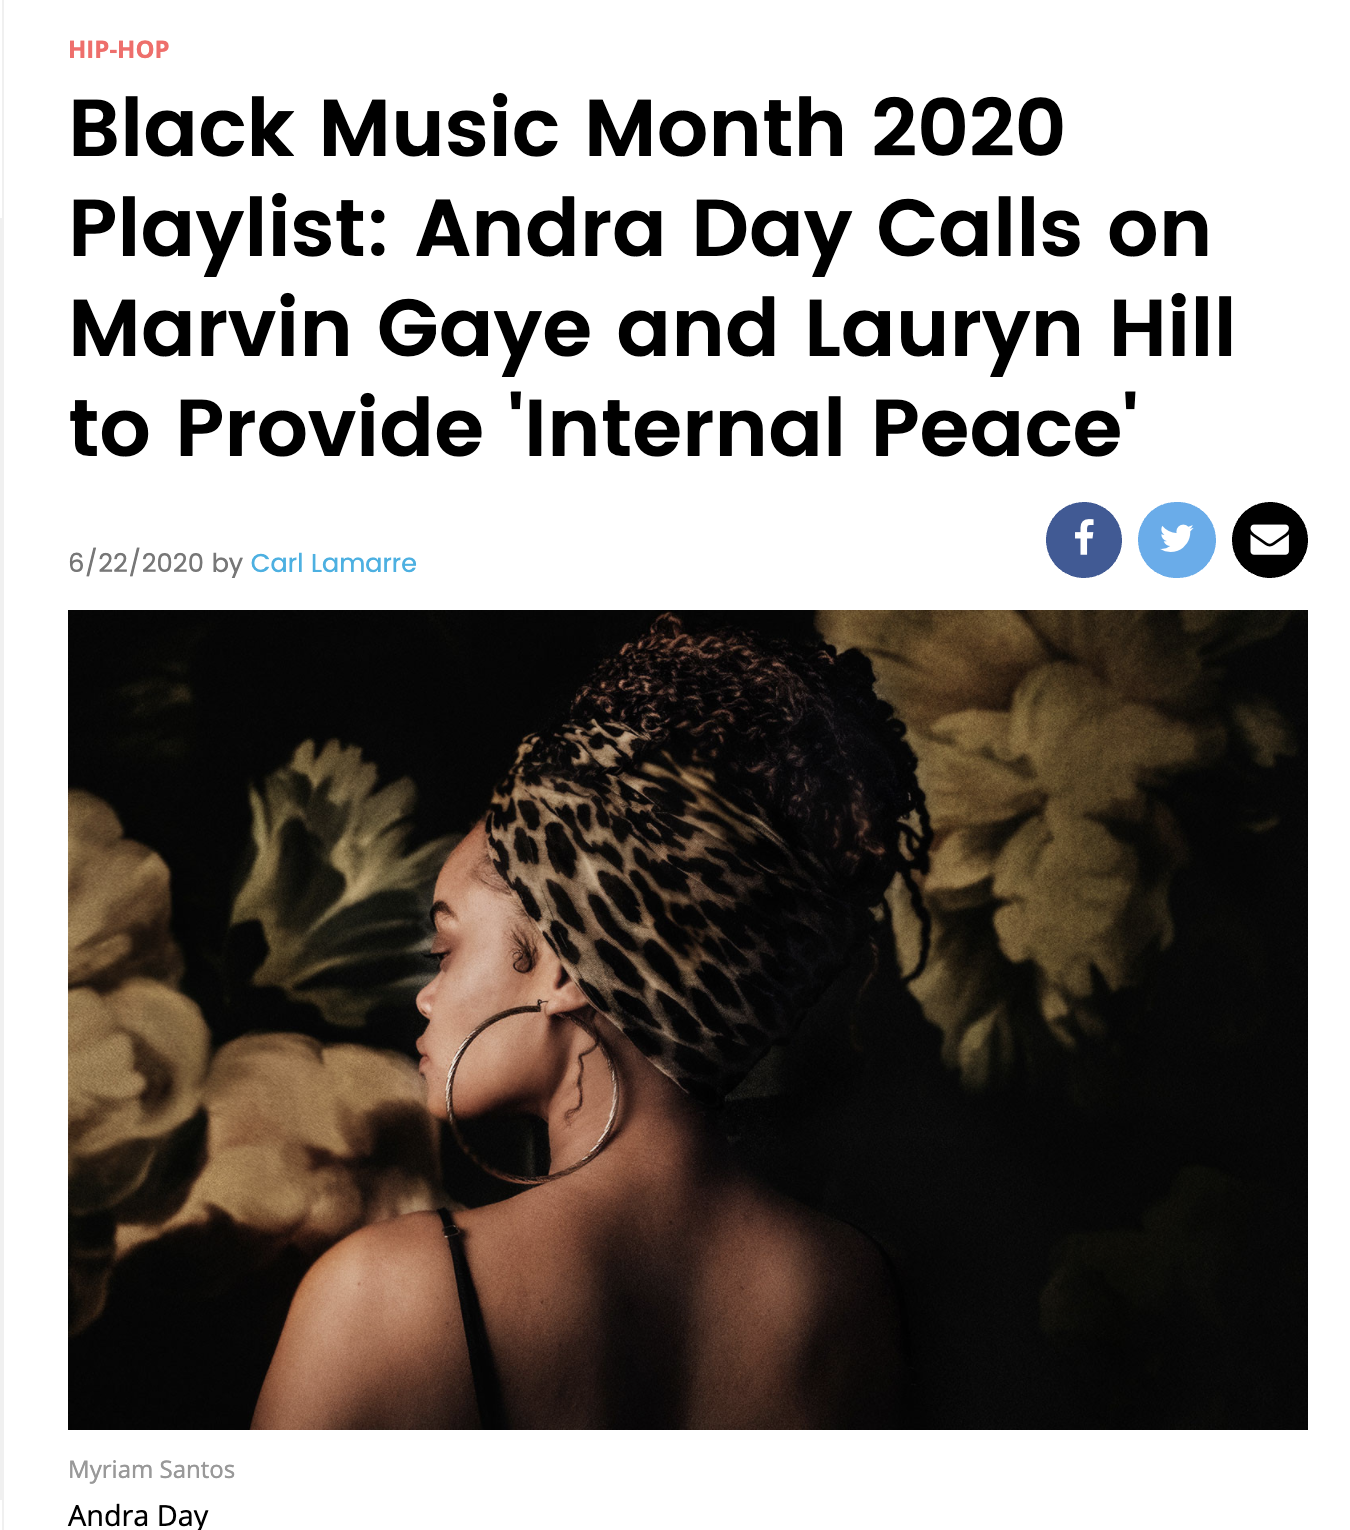 HIP-HOP
Black Music Month 2020
Playlist: Andra Day Calls on
Marvin Gaye and Lauryn Hill
to Provide 'Internal Peace'
6/22/2020 by Carl Lamarre
Myriam Santos
Andra Day